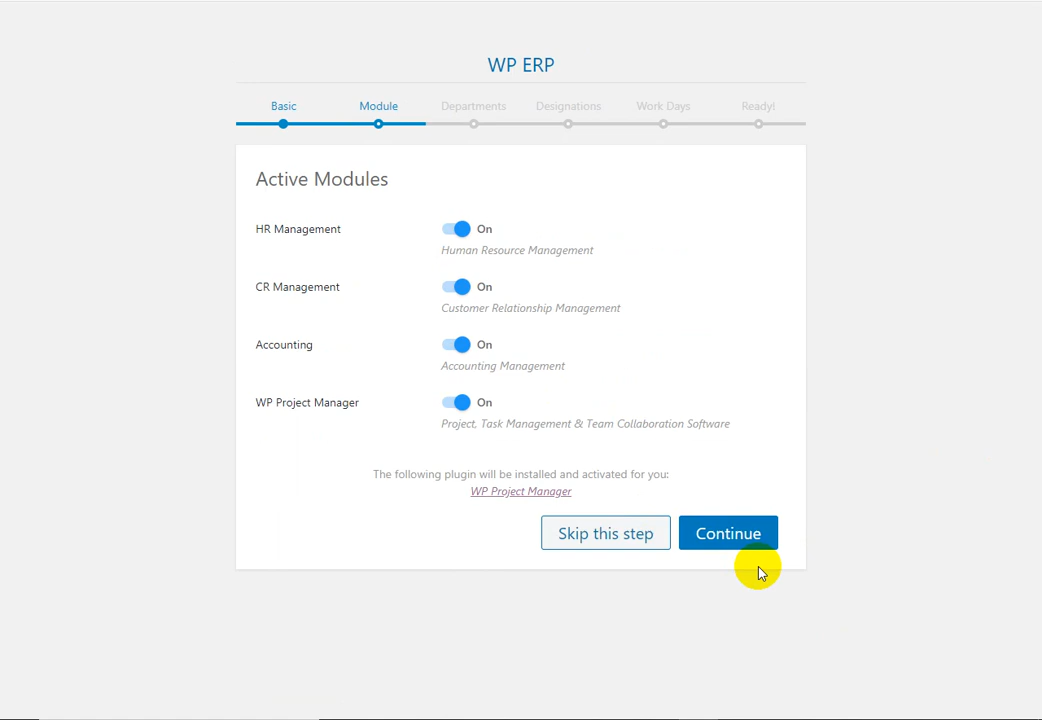 WP ERP
Basic Module Departments Designations Work Days Ready!
Active Modules
HR Management On
Human Resource Management
CR Management On
Customer Relationship Management
Accounting On
Accounting Management
WP Project Manager On
Project, Task Management & Team Collaboration Software
The following plugin will be installed and activated for you:
WP Project Manager
Skip this step Continue